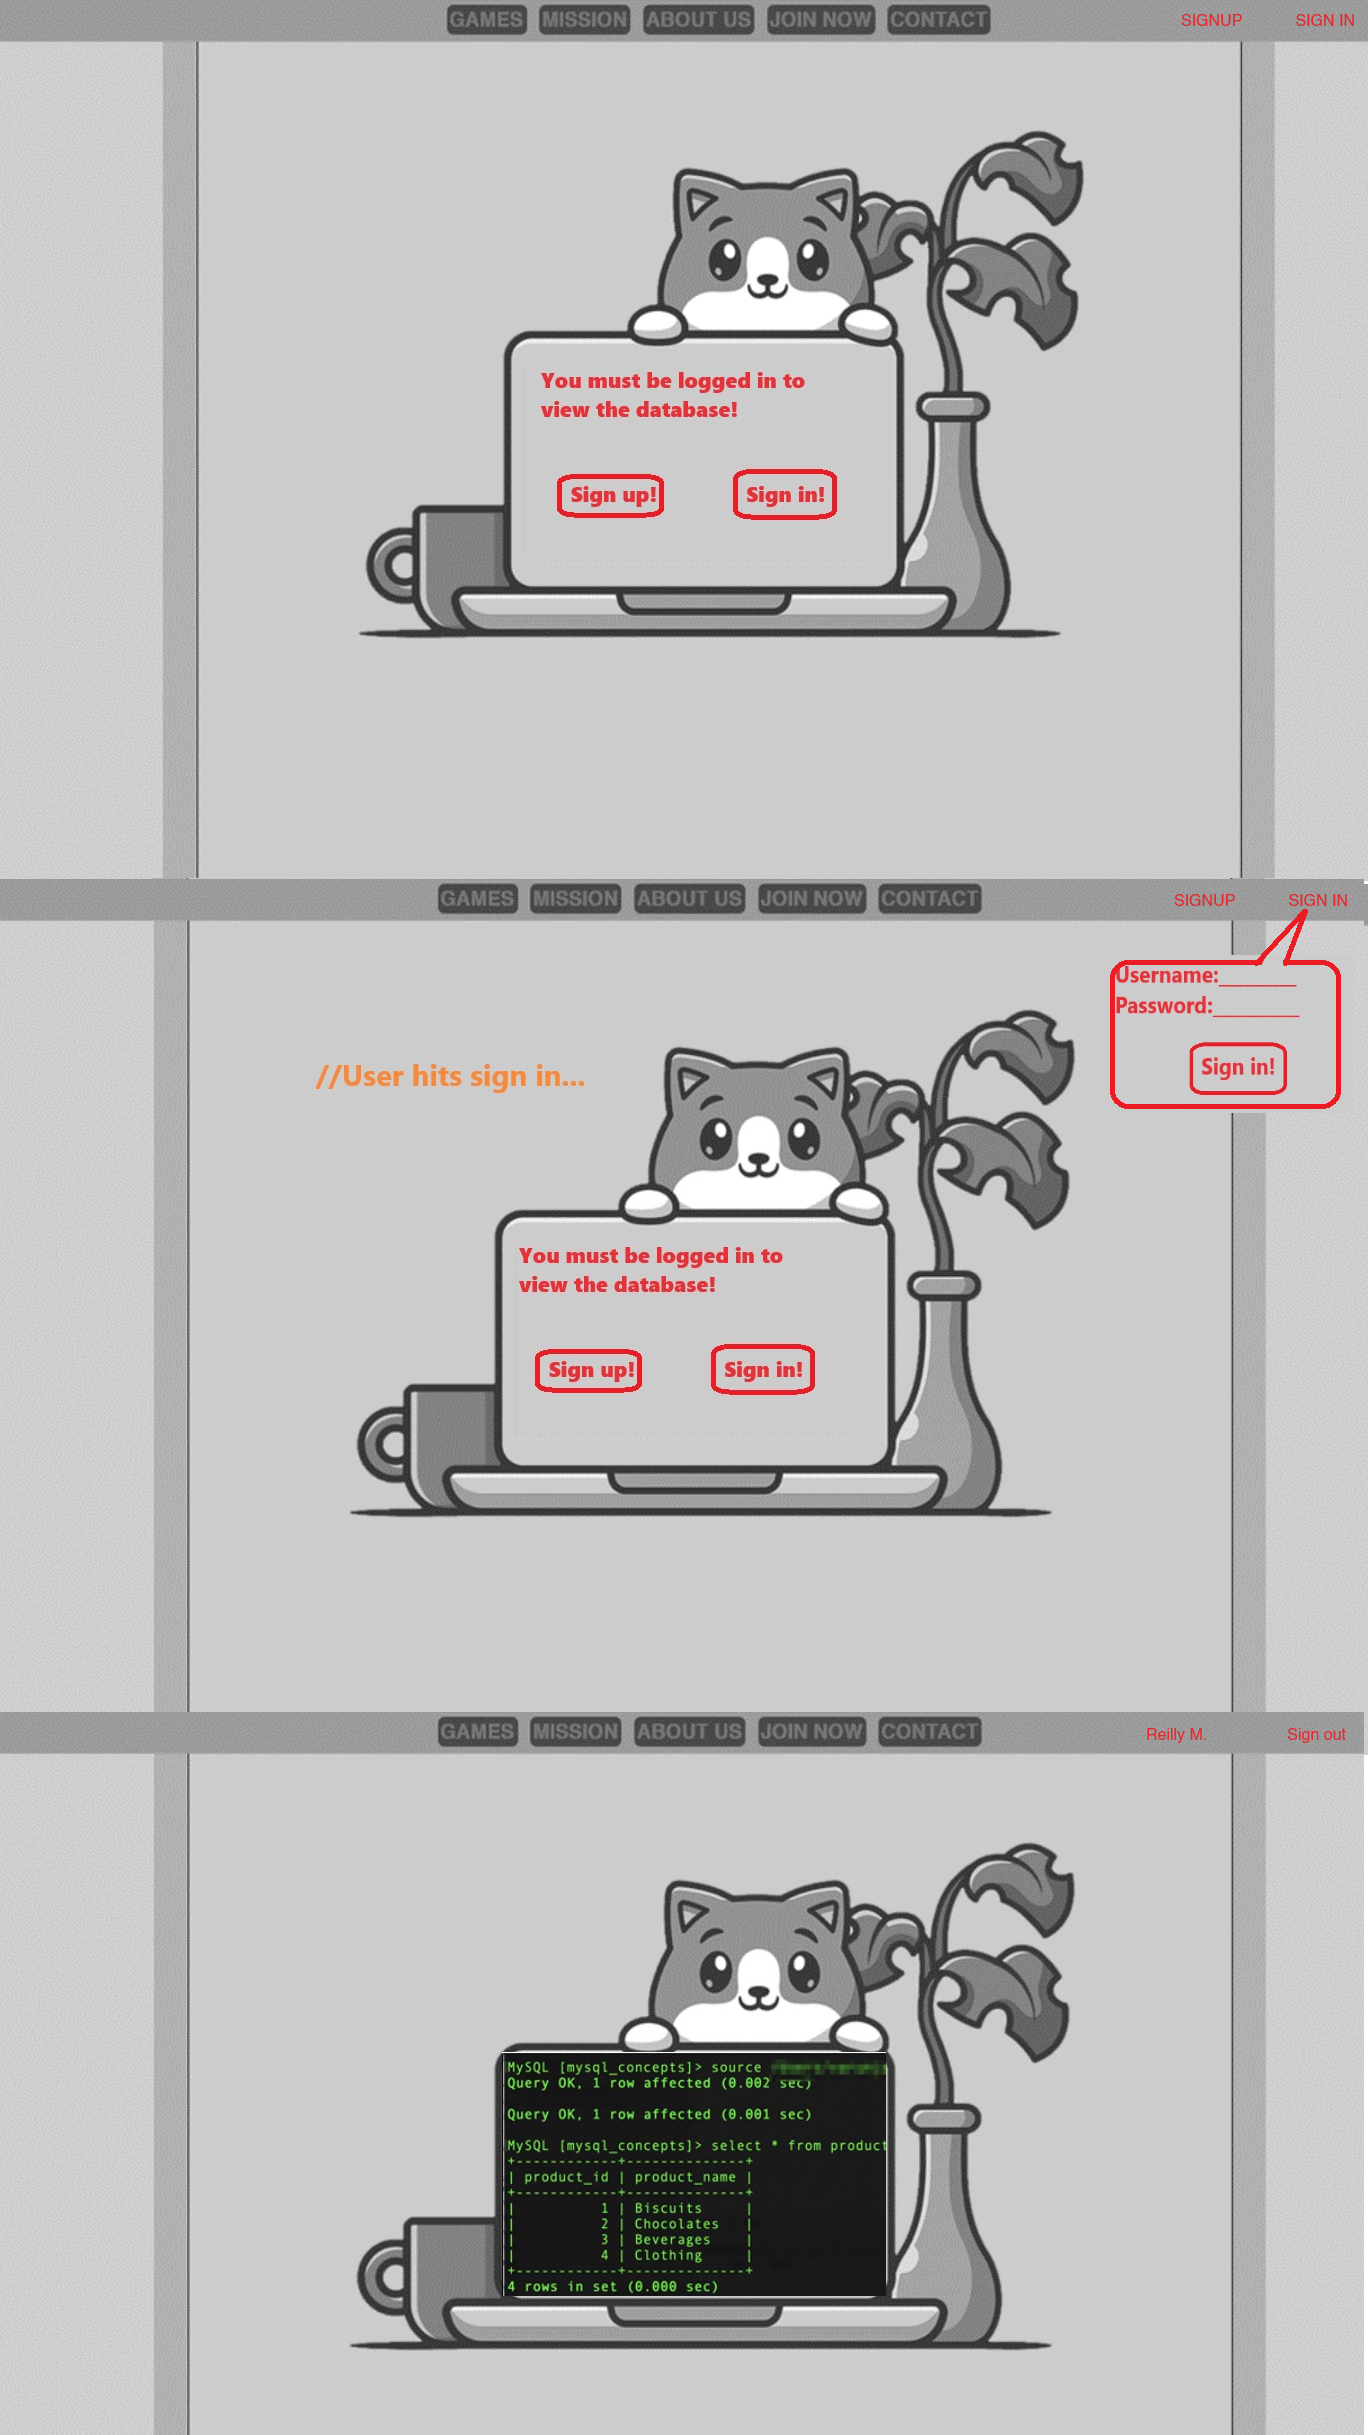 GAMES MISSION ABOUT US JOIN NOW CONTACT SIGNUP SIGN IN
You must be logged in to
view the database!
Sign up! Sign in!
GAMES MISSION ABOUT US JOIN NOW CONTACT SIGNUP SIGN IN
Username:_______
Password:________
Sign in!
//User hits sign in...
You must be logged in to
view the database!
Sign up! Sign in!
GAMES MISSION ABOUT US JOIN NOW CONTACT Reilly M. Sign out
MySQL [mysql_concepts]> source
Query OK, 1 row affected (0.002 sec)
Query OK, 1 row affected (0.001 sec)
MySQL [mysql_concepts]> select * from product
+------------+--------------+
| product_id | product_name |
+------------+--------------+
| 1 | Biscuits |
| 2 | Chocolates |
| 3 | Beverages |
| 4 | Clothing |
+------------+--------------+
4 rows in set (0.000 sec)